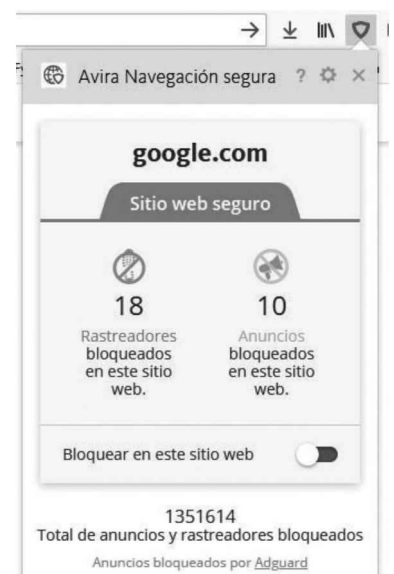 Avira Navegación segura ?
google.com
Sitio web seguro
18
Rastreadores
bloqueados
en este sitio
web.
10
Anuncios
bloqueados
en este sitio
web.
Bloquear en este sitio web
1351614
Total de anuncios y rastreadores bloqueados
Anuncios bloqueados por Adguard